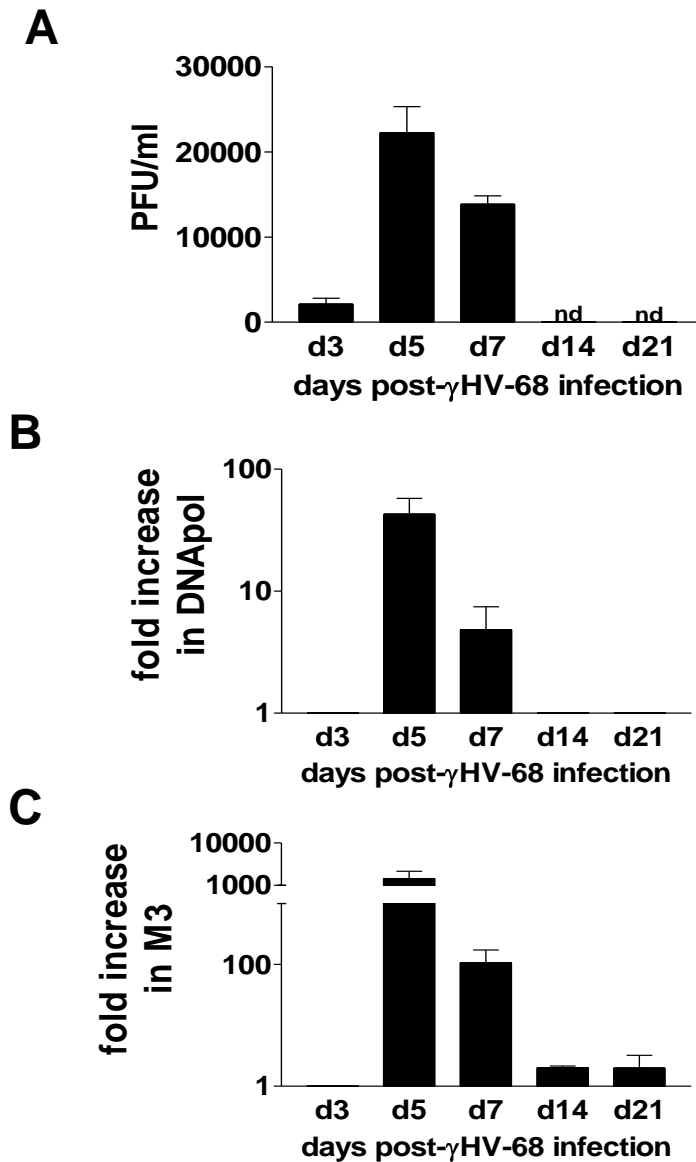 A
30000
20000
10000
0
PFU/ml
nd nd
d3 d5 d7 d14 d21
days post-γHV-68 infection
B
100
10
1
fold increase
in DNApol
d3 d5 d7 d14 d21
days post-γHV-68 infection
C
10000
1000
100
1
fold increase
in M3
d3 d5 d7 d14 d21
days post-γHV-68 infection